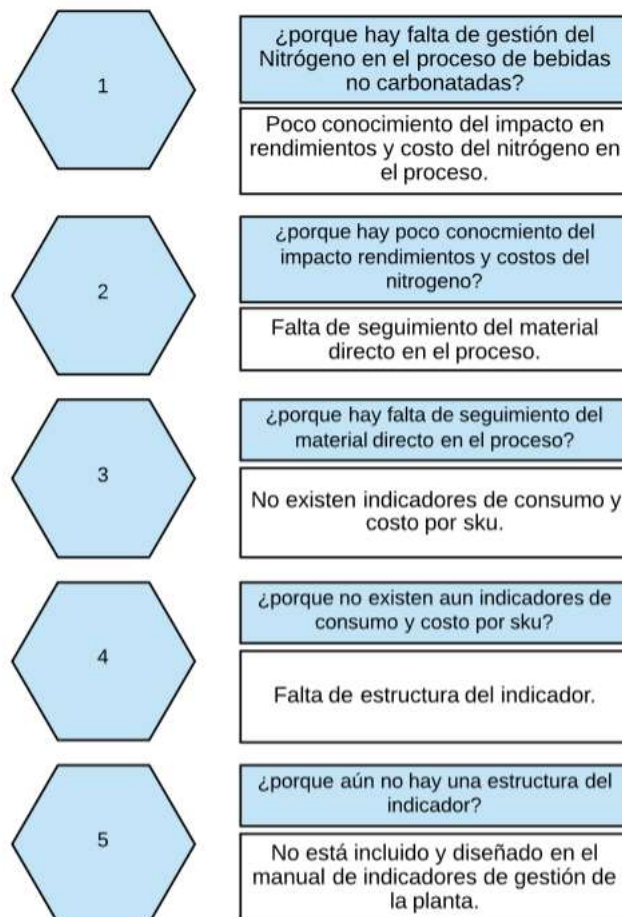 1
¿porque hay falta de gestión del
Nitrógeno en el proceso de bebidas
no carbonatadas?
Poco conocimiento del impacto en
rendimientos y costo del nitrógeno en
el proceso.
2
¿porque hay poco conocmiento del
impacto rendimientos y costos del
nitrogeno?
Falta de seguimiento del material
directo en el proceso.
3
¿porque hay falta de seguimiento del
material directo en el proceso?
No existen indicadores de consumo y
costo por sku.
4
¿porque no existen aun indicadores de
consumo y costo por sku?
Falta de estructura del indicador.
5
¿porque aún no hay una estructura del
indicador?
No está incluido y diseñado en el
manual de indicadores de gestión de
la planta.